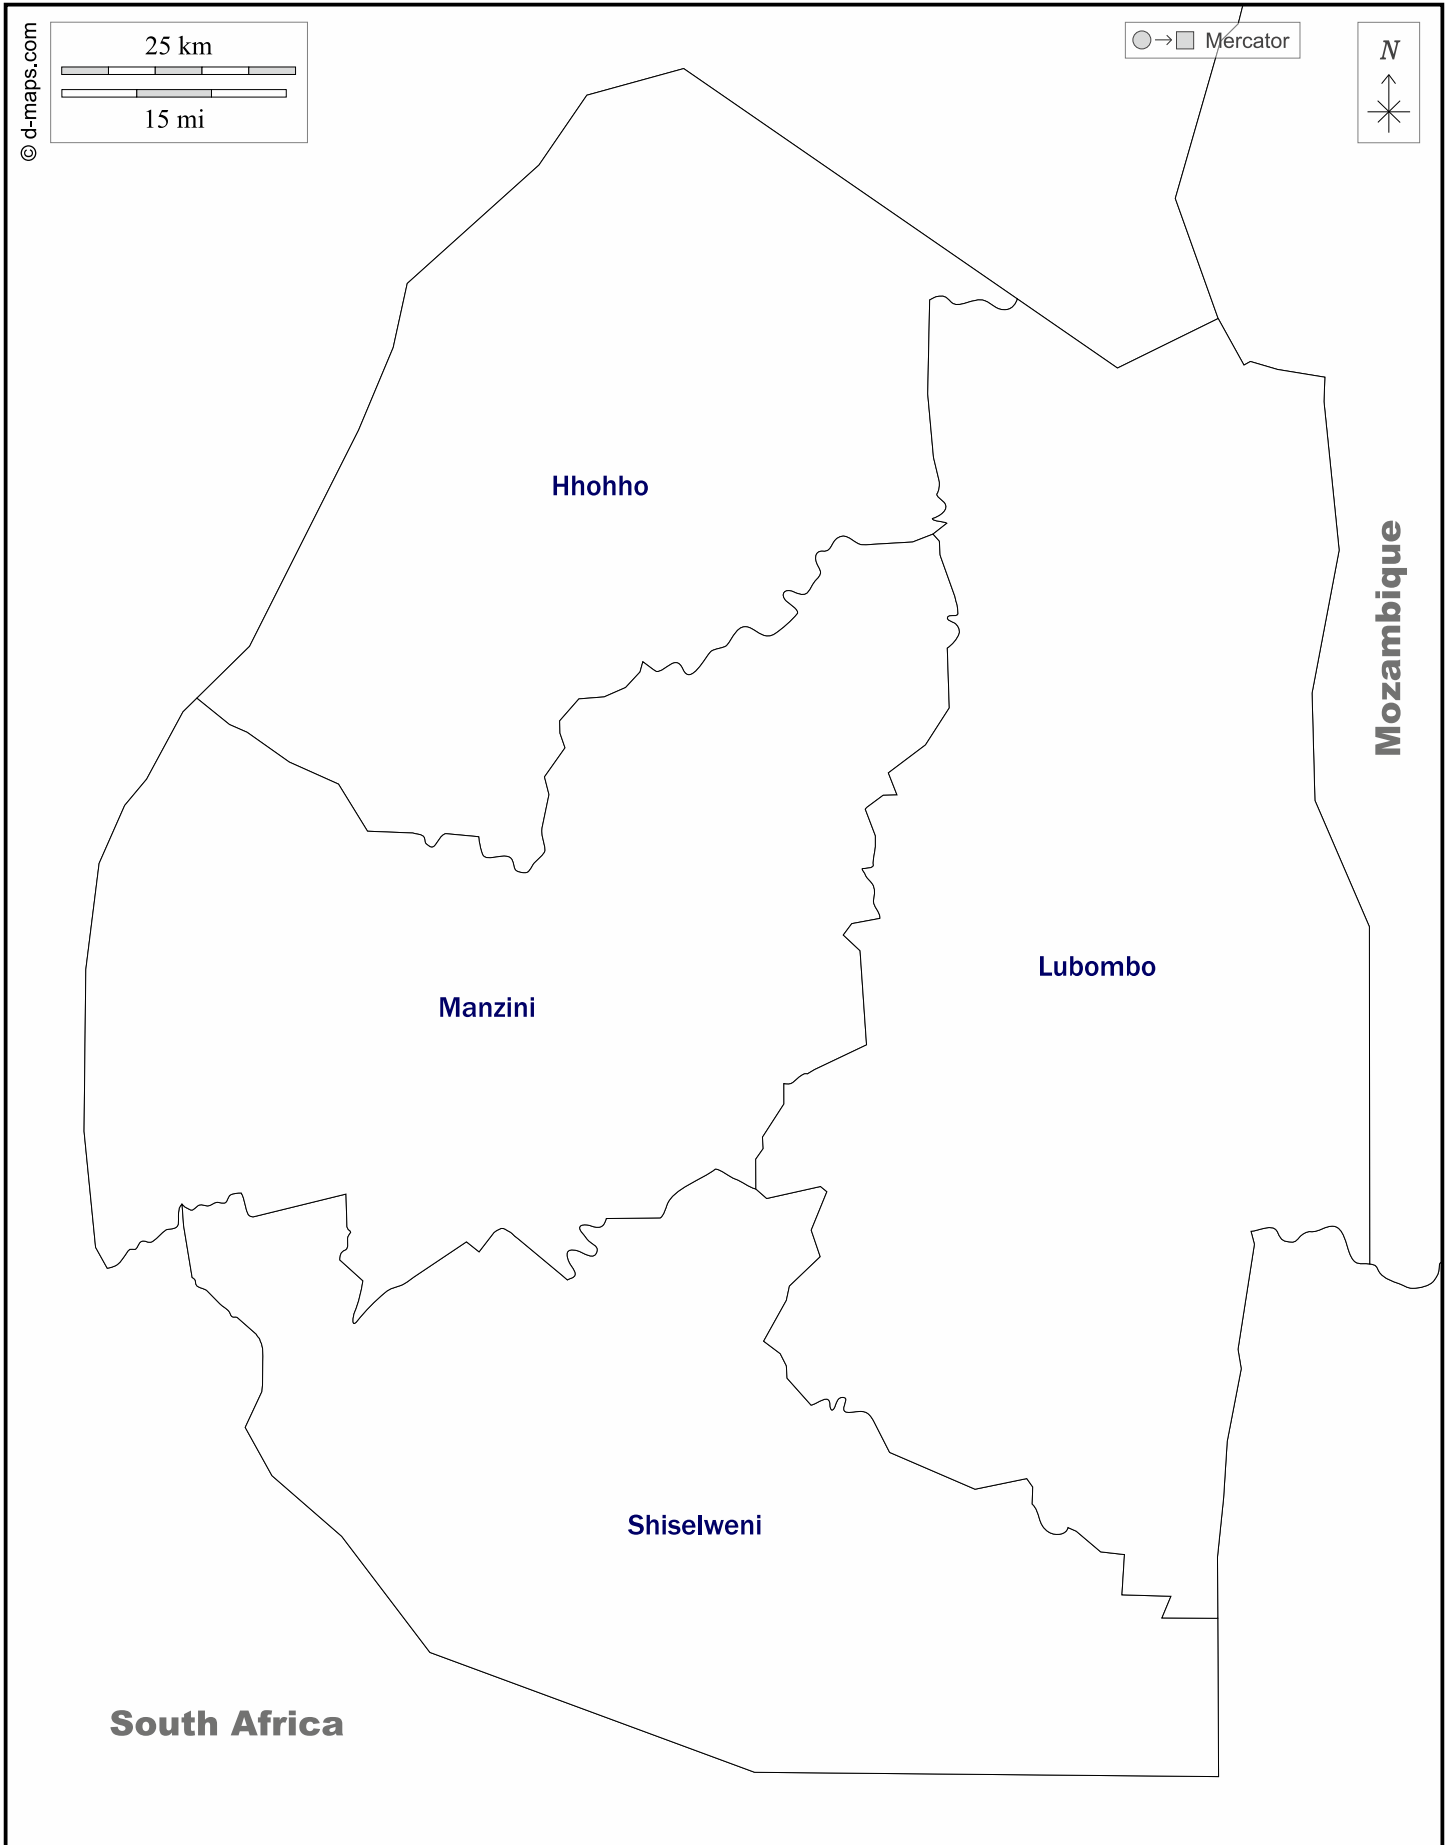 © d-maps.com
25 km
15 mi
Mercator
N
Hhohho
Mozambique
Lubombo
Manzini
Shiselweni
South Africa